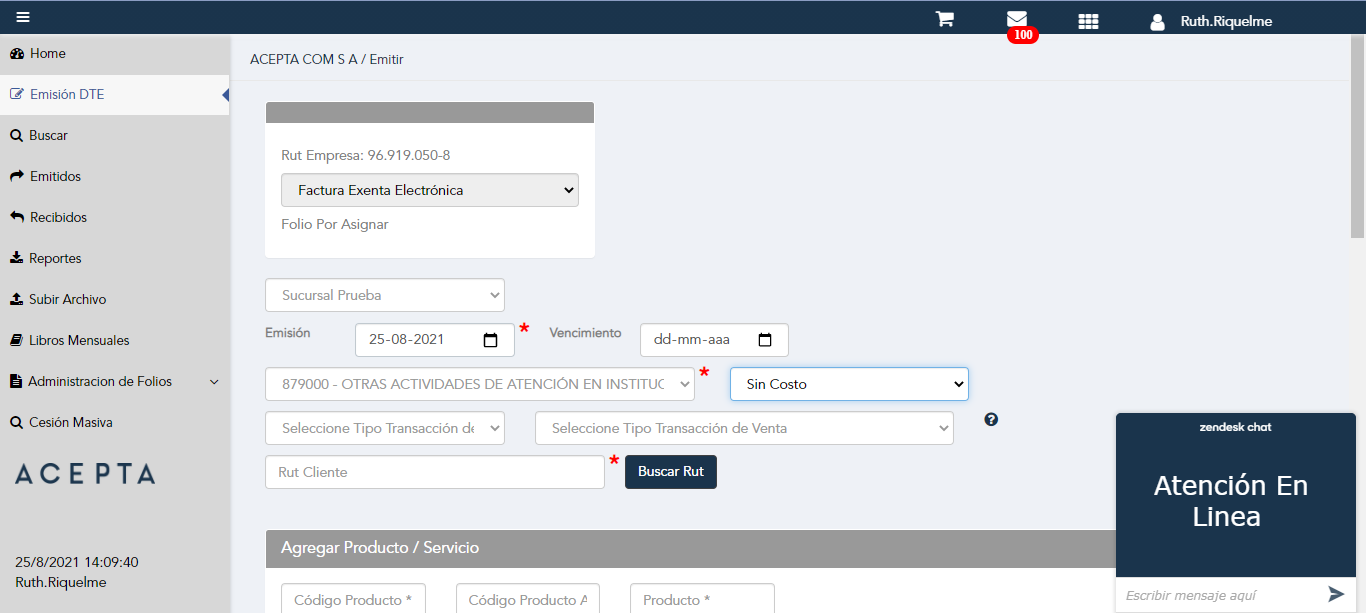 Ruth.Riquelme
100
Home
ACEPTA COM S A / Emitir
Emisión DTE
Buscar
Emitidos
Recibidos
Reportes
Subir Archivo
Libros Mensuales
Administracion de Folios
Cesión Masiva
ACEPTA
25/8/2021 14:09:40
Ruth.Riquelme
Rut Empresa: 96.919.050-8
Factura Exenta Electrónica
Folio Por Asignar
Sucursal Prueba
Emisión 25-08-2021 * Vencimiento dd-mm-aaa
879000 - OTRAS ACTIVIDADES DE ATENCIÓN EN INSTITUC * Sin Costo
Seleccione Tipo Transacción de Seleccione Tipo Transacción de Venta ?
Rut Cliente * Buscar Rut
Agregar Producto / Servicio
Código Producto * Código Producto A Producto *
zendesk chat
Atención En
Linea
Escribir mensaje aquí